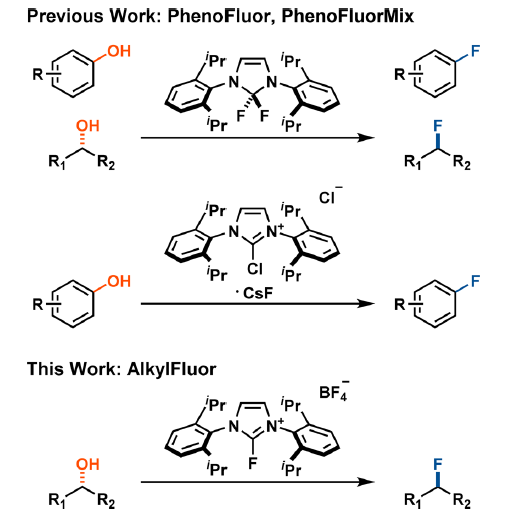 Previous Work: PhenoFluor, PhenoFluorMix
OH
R
iPr
iPr
N
N
F
F
iPr
iPr
F
R
OH
R1
R2
F
R1
R2
Cl−
iPr
iPr
N
N+
Cl
iPr
iPr
· CsF
OH
R
F
R
This Work: AlkylFluor
BF4−
iPr
iPr
N
N+
F
iPr
iPr
OH
R1
R2
F
R1
R2